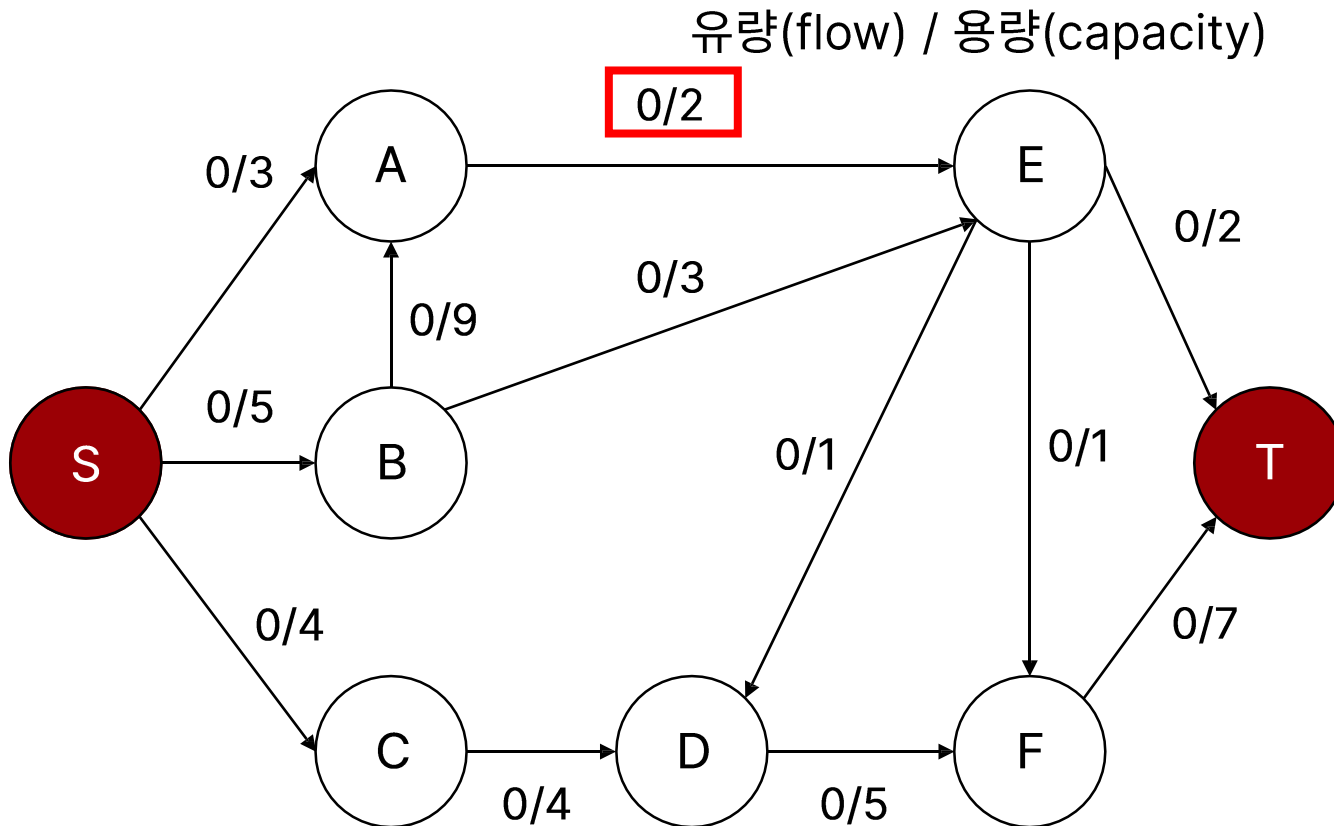 유량(flow) / 용량(capacity)
0/2
A
E
0/3
0/2
0/3
0/9
0/5
S
B
0/1
0/1
T
0/4
0/7
C
D
F
0/4
0/5